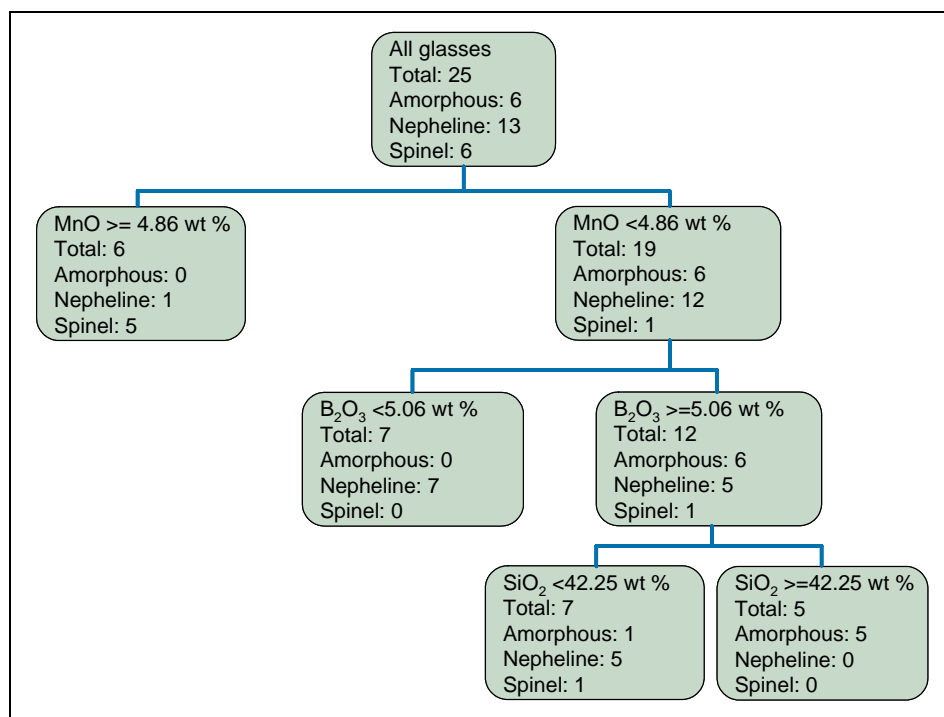 All glasses
Total: 25
Amorphous: 6
Nepheline: 13
Spinel: 6
MnO >= 4.86 wt %
Total: 6
Amorphous: 0
Nepheline: 1
Spinel: 5
MnO <4.86 wt %
Total: 19
Amorphous: 6
Nepheline: 12
Spinel: 1
B₂O₃ <5.06 wt %
Total: 7
Amorphous: 0
Nepheline: 7
Spinel: 0
B₂O₃ >=5.06 wt %
Total: 12
Amorphous: 6
Nepheline: 5
Spinel: 1
SiO₂ <42.25 wt %
Total: 7
Amorphous: 1
Nepheline: 5
Spinel: 1
SiO₂ >=42.25 wt %
Total: 5
Amorphous: 5
Nepheline: 0
Spinel: 0